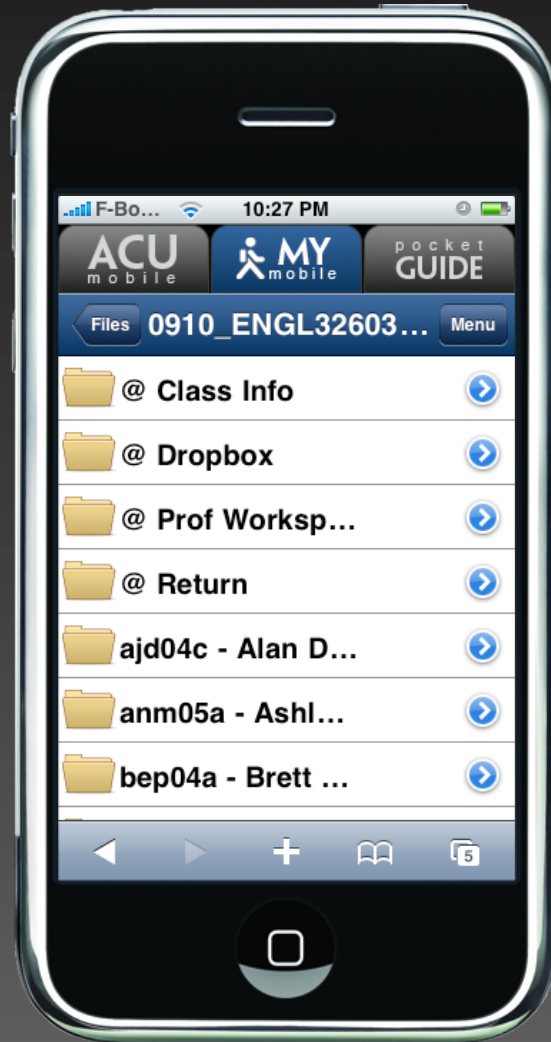 F-Bo... 10:27 PM
ACU mobile MY mobile pocket GUIDE
Files 0910_ENGL32603... Menu
@ Class Info
@ Dropbox
@ Prof Worksp...
@ Return
ajd04c - Alan D...
anm05a - Ashl...
bep04a - Brett ...
5